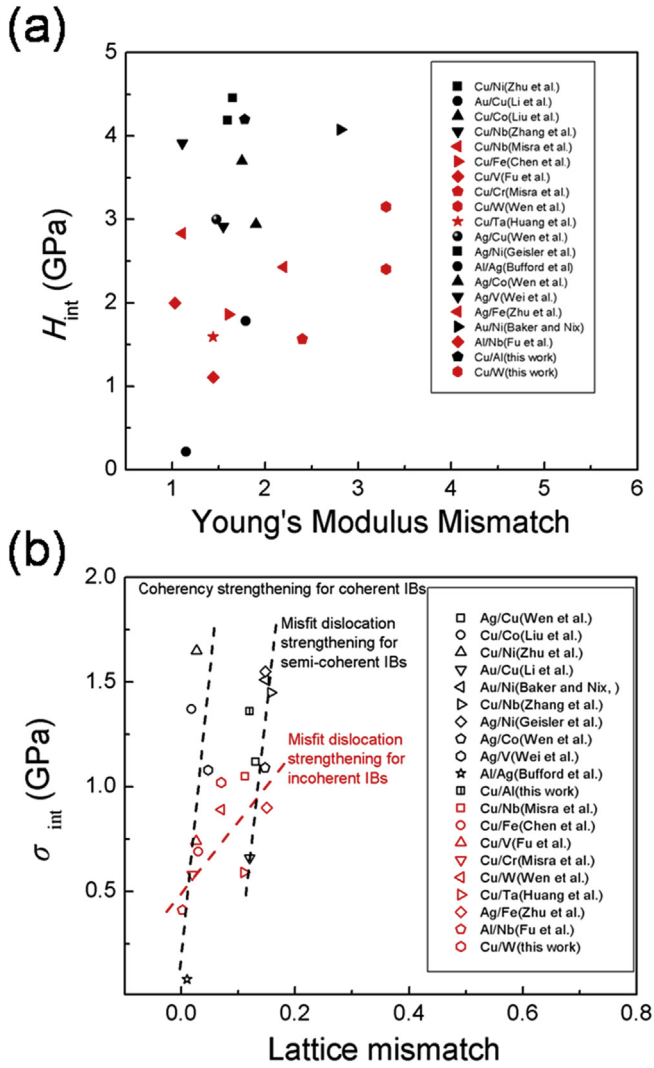 (a)
5
4
3
2
1
0
H int (GPa)
Cu/Ni(Zhu et al.)
Au/Cu(Li et al.)
Cu/Co(Liu et al.)
Cu/Nb(Zhang et al.)
Cu/Nb(Misra et al.)
Cu/Fe(Chen et al.)
Cu/V(Fu et al.)
Cu/Cr(Misra et al.)
Cu/W(Wen et al.)
Cu/Ta(Huang et al.)
Ag/Cu(Wen et al.)
Ag/Ni(Geisler et al.)
Al/Ag(Bufford et al)
Ag/Co(Wen et al.)
Ag/V(Wei et al.)
Ag/Fe(Zhu et al.)
Au/Ni(Baker and Nix)
Al/Nb(Fu et al.)
Cu/Al(this work)
Cu/W(this work)
1 2 3 4 5 6
Young's Modulus Mismatch
(b)
2.0
1.5
1.0
0.5
σ int (GPa)
Coherency strengthening for coherent IBs
Misfit dislocation
strengthening for
semi-coherent IBs
Misfit dislocation
strengthening for
incoherent IBs
Ag/Cu(Wen et al.)
Cu/Co(Liu et al.)
Cu/Ni(Zhu et al.)
Au/Cu(Li et al.)
Au/Ni(Baker and Nix, )
Cu/Nb(Zhang et al.)
Ag/Ni(Geisler et al.)
Ag/Co(Wen et al.)
Ag/V(Wei et al.)
Al/Ag(Bufford et al.)
Cu/Al(this work)
Cu/Nb(Misra et al.)
Cu/Fe(Chen et al.)
Cu/V(Fu et al.)
Cu/Cr(Misra et al.)
Cu/W(Wen et al.)
Cu/Ta(Huang et al.)
Ag/Fe(Zhu et al.)
Al/Nb(Fu et al.)
Cu/W(this work)
0.0 0.2 0.4 0.6 0.8
Lattice mismatch